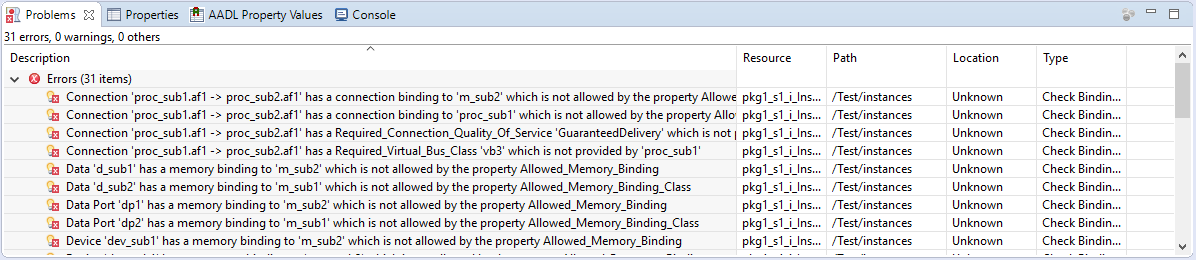 Problems Properties AADL Property Values Console
31 errors, 0 warnings, 0 others
Description Resource Path Location Type
Errors (31 items)
Connection 'proc_sub1.af1 -> proc_sub2.af1' has a connection binding to 'm_sub2' which is not allowed by the property Allowe pkg1_s1_i_Ins... /Test/instances Unknown Check Bindin...
Connection 'proc_sub1.af1 -> proc_sub2.af1' has a connection binding to 'proc_sub1' which is not allowed by the property Allo pkg1_s1_i_Ins... /Test/instances Unknown Check Bindin...
Connection 'proc_sub1.af1 -> proc_sub2.af1' has a Required_Connection_Quality_Of_Service 'GuaranteedDelivery' which is not p pkg1_s1_i_Ins... /Test/instances Unknown Check Bindin...
Connection 'proc_sub1.af1 -> proc_sub2.af1' has a Required_Virtual_Bus_Class 'vb3' which is not provided by 'proc_sub1' pkg1_s1_i_Ins... /Test/instances Unknown Check Bindin...
Data 'd_sub1' has a memory binding to 'm_sub2' which is not allowed by the property Allowed_Memory_Binding pkg1_s1_i_Ins... /Test/instances Unknown Check Bindin...
Data 'd_sub2' has a memory binding to 'm_sub1' which is not allowed by the property Allowed_Memory_Binding_Class pkg1_s1_i_Ins... /Test/instances Unknown Check Bindin...
Data Port 'dp1' has a memory binding to 'm_sub2' which is not allowed by the property Allowed_Memory_Binding pkg1_s1_i_Ins... /Test/instances Unknown Check Bindin...
Data Port 'dp2' has a memory binding to 'm_sub1' which is not allowed by the property Allowed_Memory_Binding_Class pkg1_s1_i_Ins... /Test/instances Unknown Check Bindin...
Device 'dev_sub1' has a memory binding to 'm_sub2' which is not allowed by the property Allowed_Memory_Binding pkg1_s1_i_Ins... /Test/instances Unknown Check Bindin...